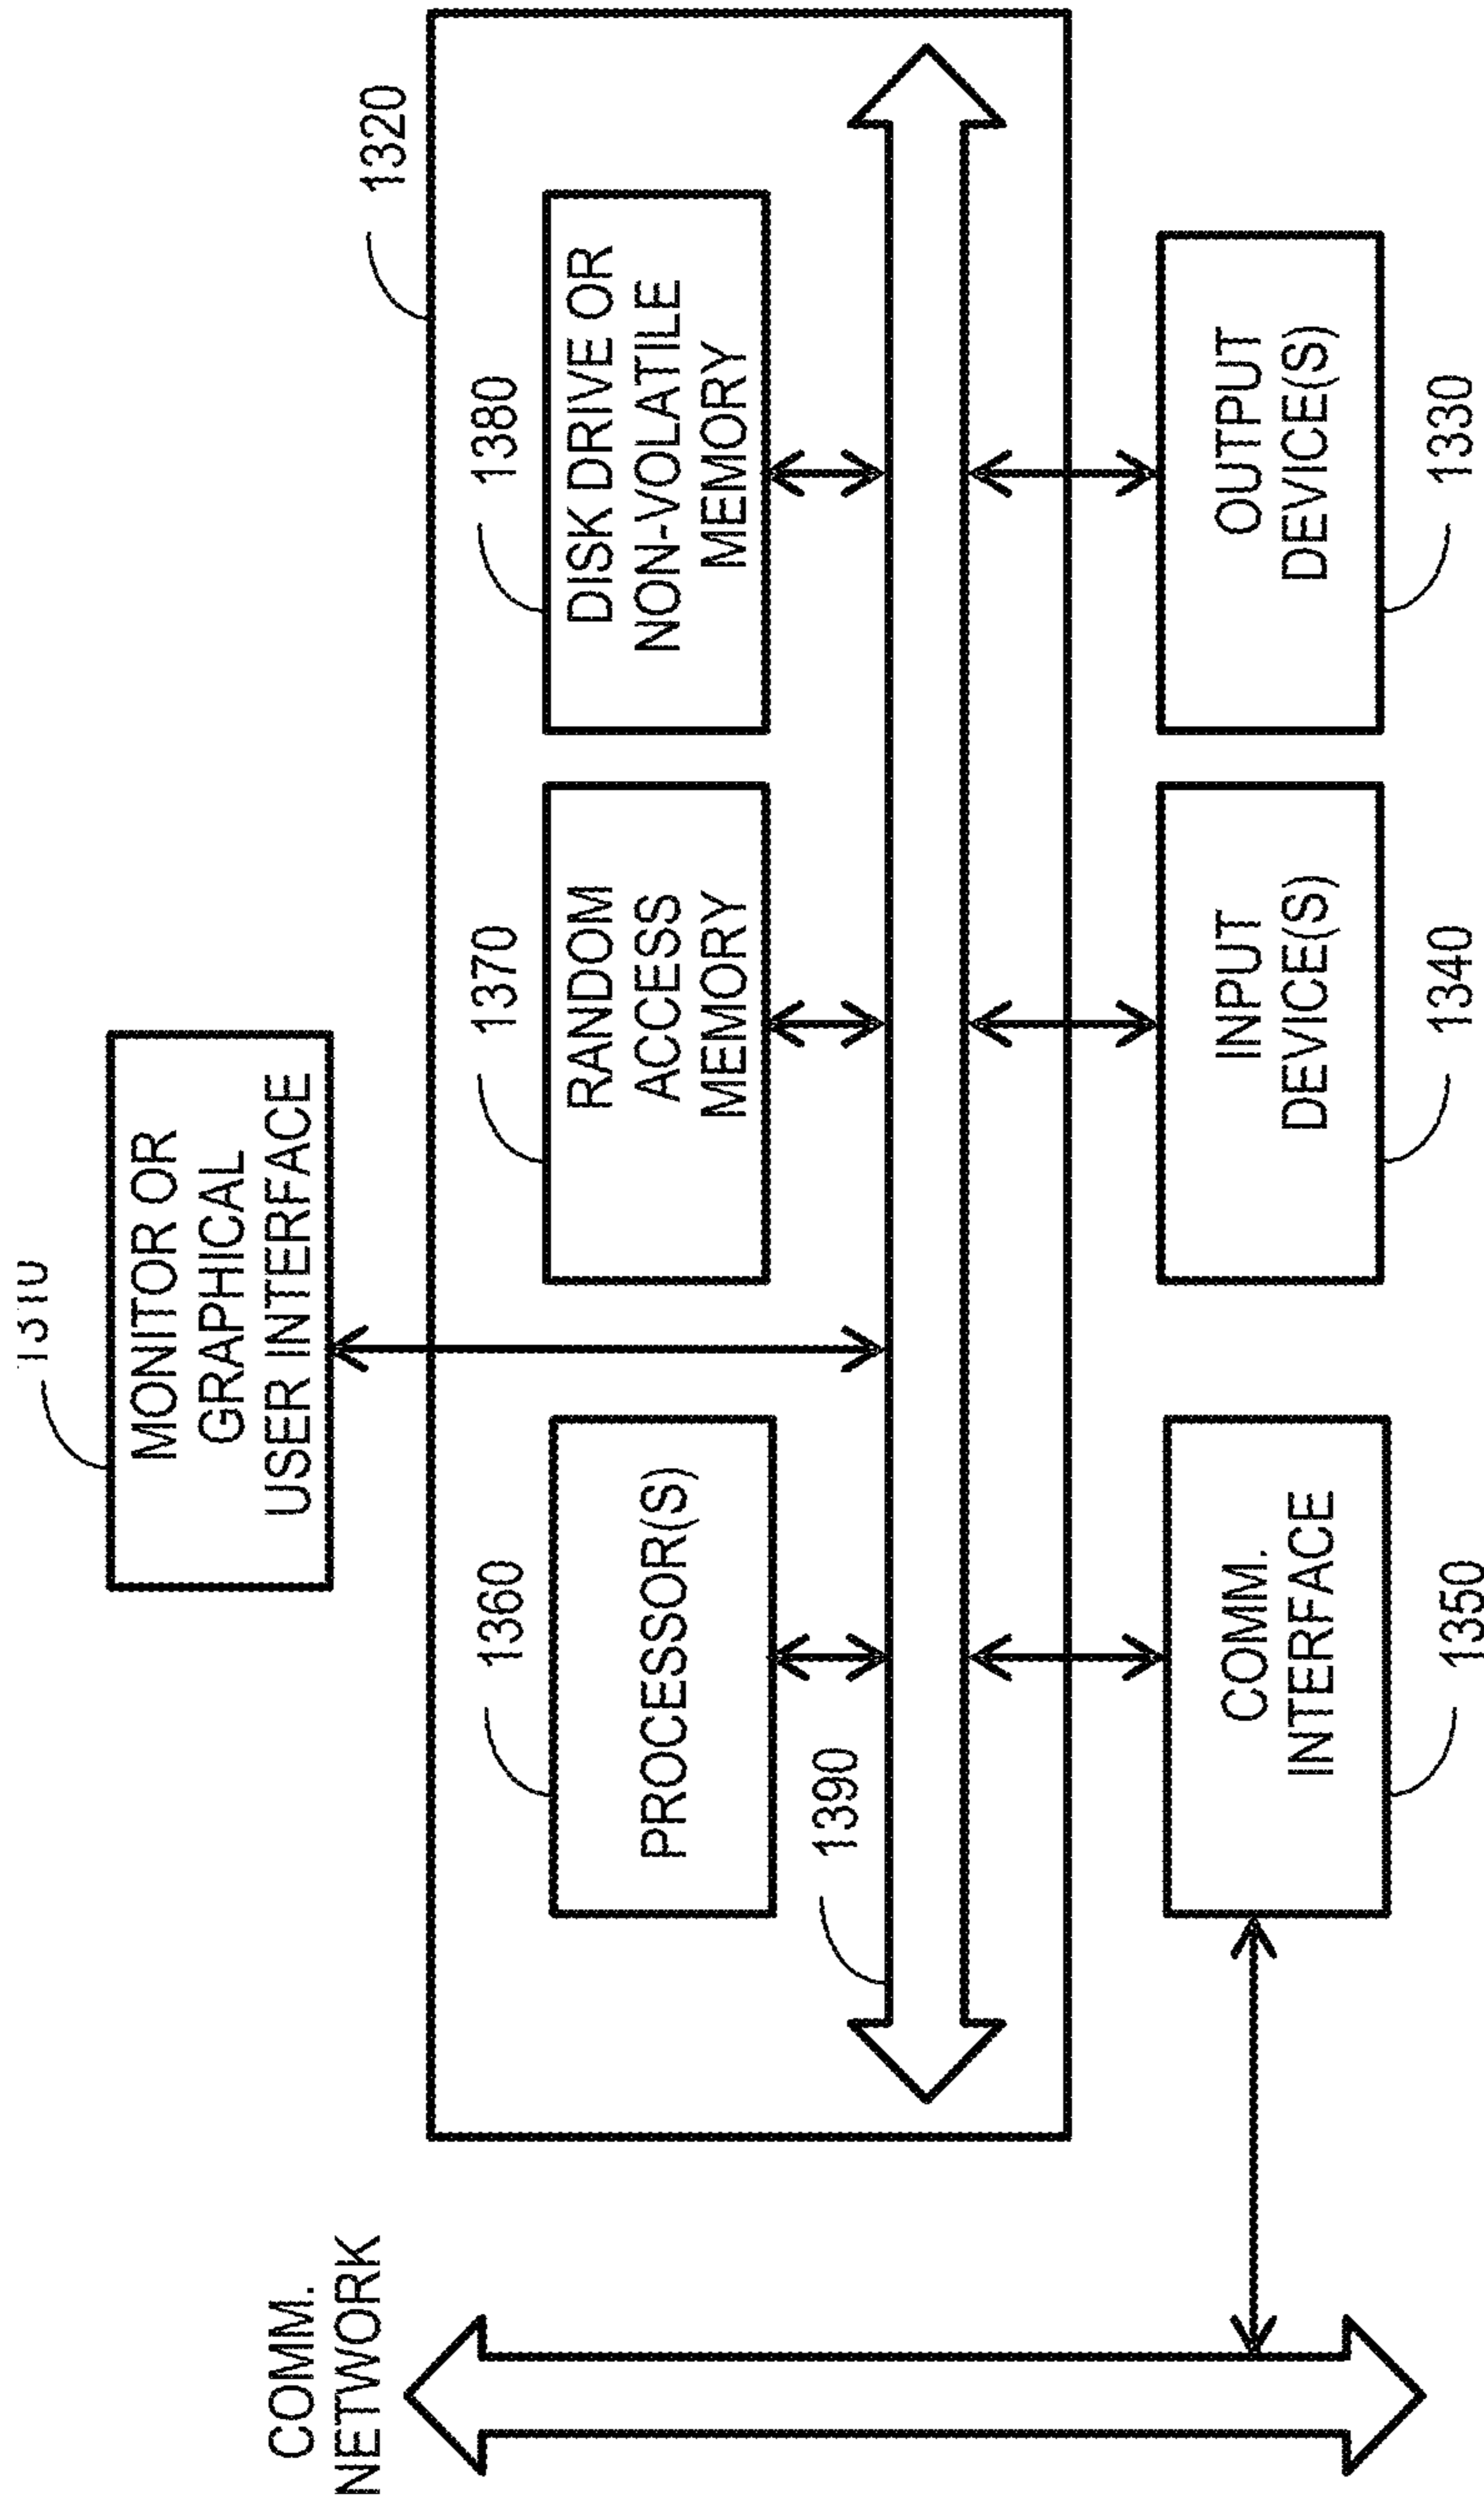 1310
MONITOR OR
GRAPHICAL
USER INTERFACE
COMM.
NETWORK
1320
1360
PROCESSOR(S)
1370
RANDOM
ACCESS
MEMORY
1380
DISK DRIVE OR
NON-VOLATILE
MEMORY
1390
COMM.
INTERFACE
1350
INPUT
DEVICE(S)
1340
OUTPUT
DEVICE(S)
1330